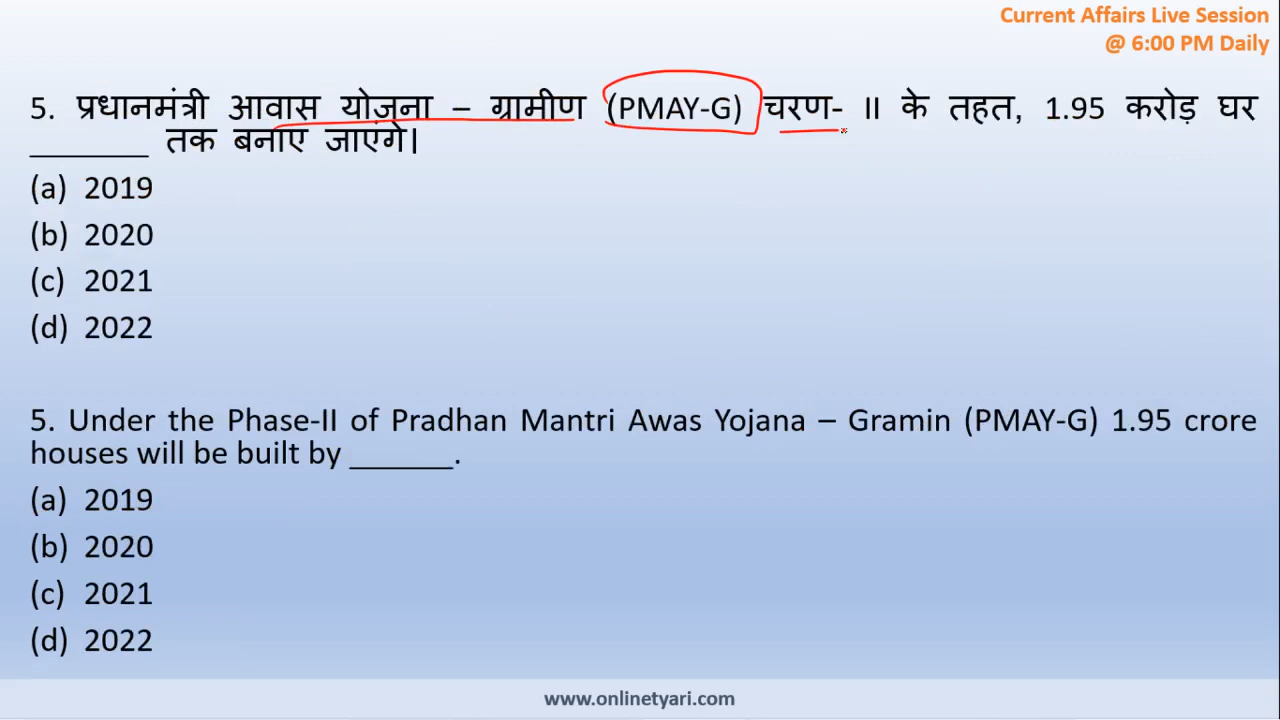 Current Affairs Live Session
@ 6:00 PM Daily
5. प्रधानमंत्री आवास योजना – ग्रामीण (PMAY-G) चरण- II के तहत, 1.95 करोड़ घर
_______ तक बनाए जाएंगे।
(a) 2019
(b) 2020
(c) 2021
(d) 2022
5. Under the Phase-II of Pradhan Mantri Awas Yojana – Gramin (PMAY-G) 1.95 crore
houses will be built by ______.
(a) 2019
(b) 2020
(c) 2021
(d) 2022
www.onlinetyari.com